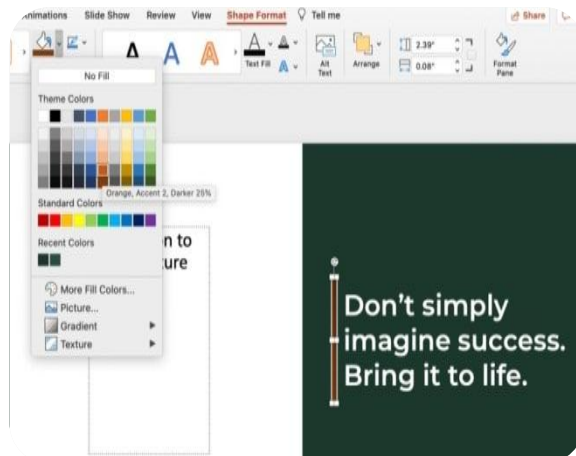 Animations Slide Show Review View Shape Format Tell me Share
A A A A A
Text Fill Alt Text Arrange 2.39" 0.08" Format Pane
No Fill
Theme Colors
Orange, Accent 2, Darker 25%
Standard Colors
Recent Colors
More Fill Colors...
Picture...
Gradient
Texture
n to
ure
Don't simply
imagine success.
Bring it to life.